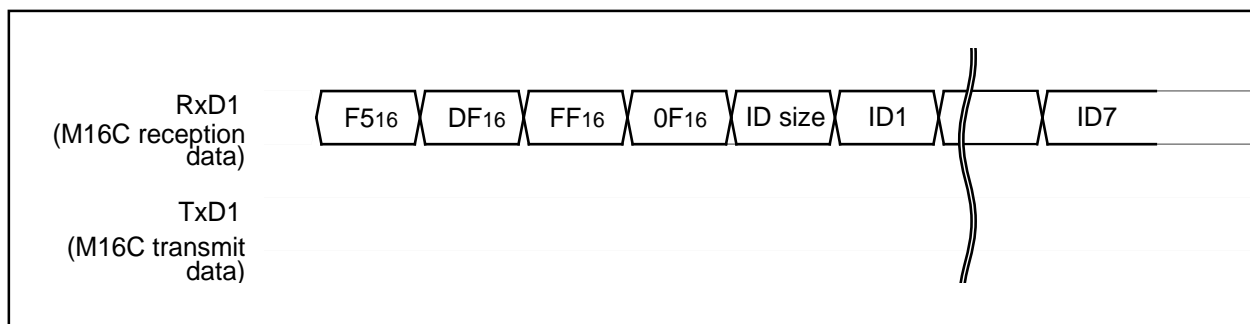 RxD1
(M16C reception
data)
F516 DF16 FF16 0F16 ID size ID1 ID7
TxD1
(M16C transmit
data)